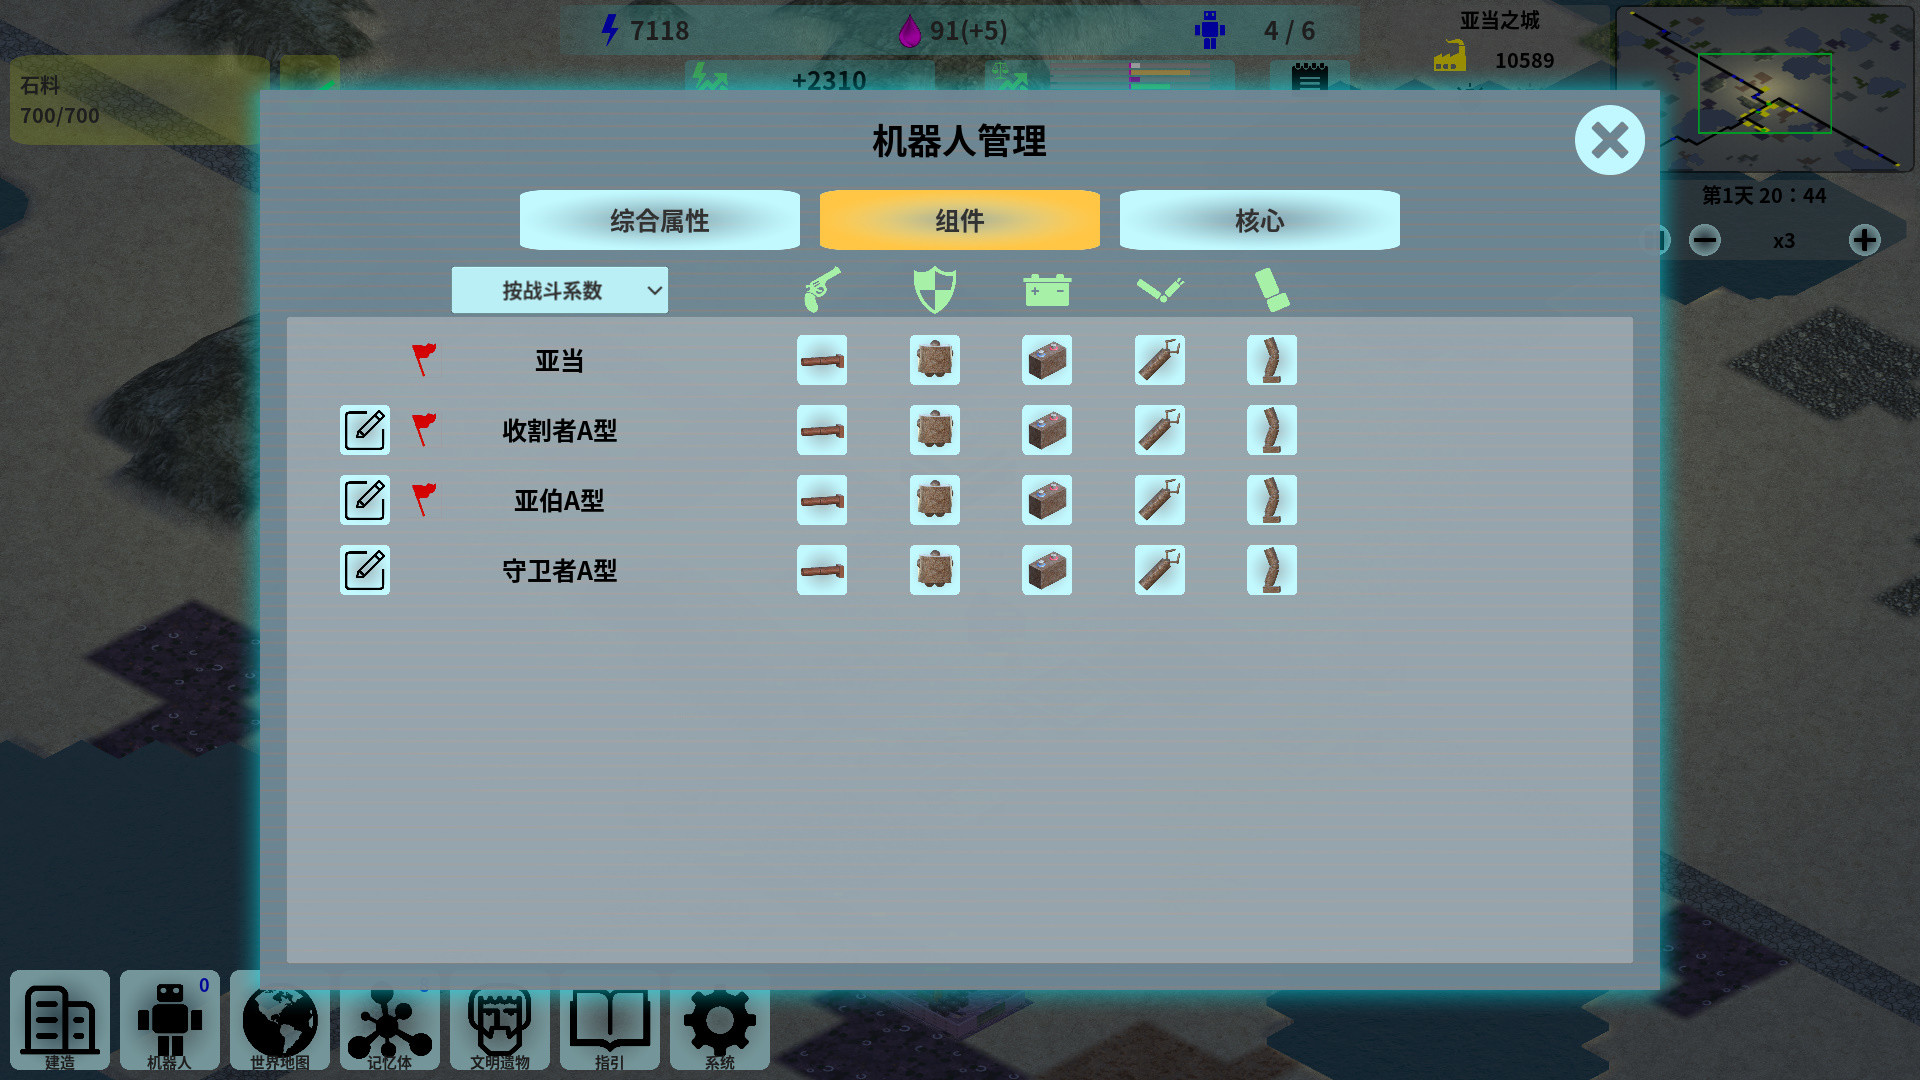 7118
91(+5)
4 / 6
亚当之城
10589
+2310
石料
700/700
第1天 20：44
x3
机器人管理
综合属性
组件
核心
按战斗系数
亚当
收割者A型
亚伯A型
守卫者A型
0
建造
机器人
世界地图
记忆体
文明遗物
指引
系统